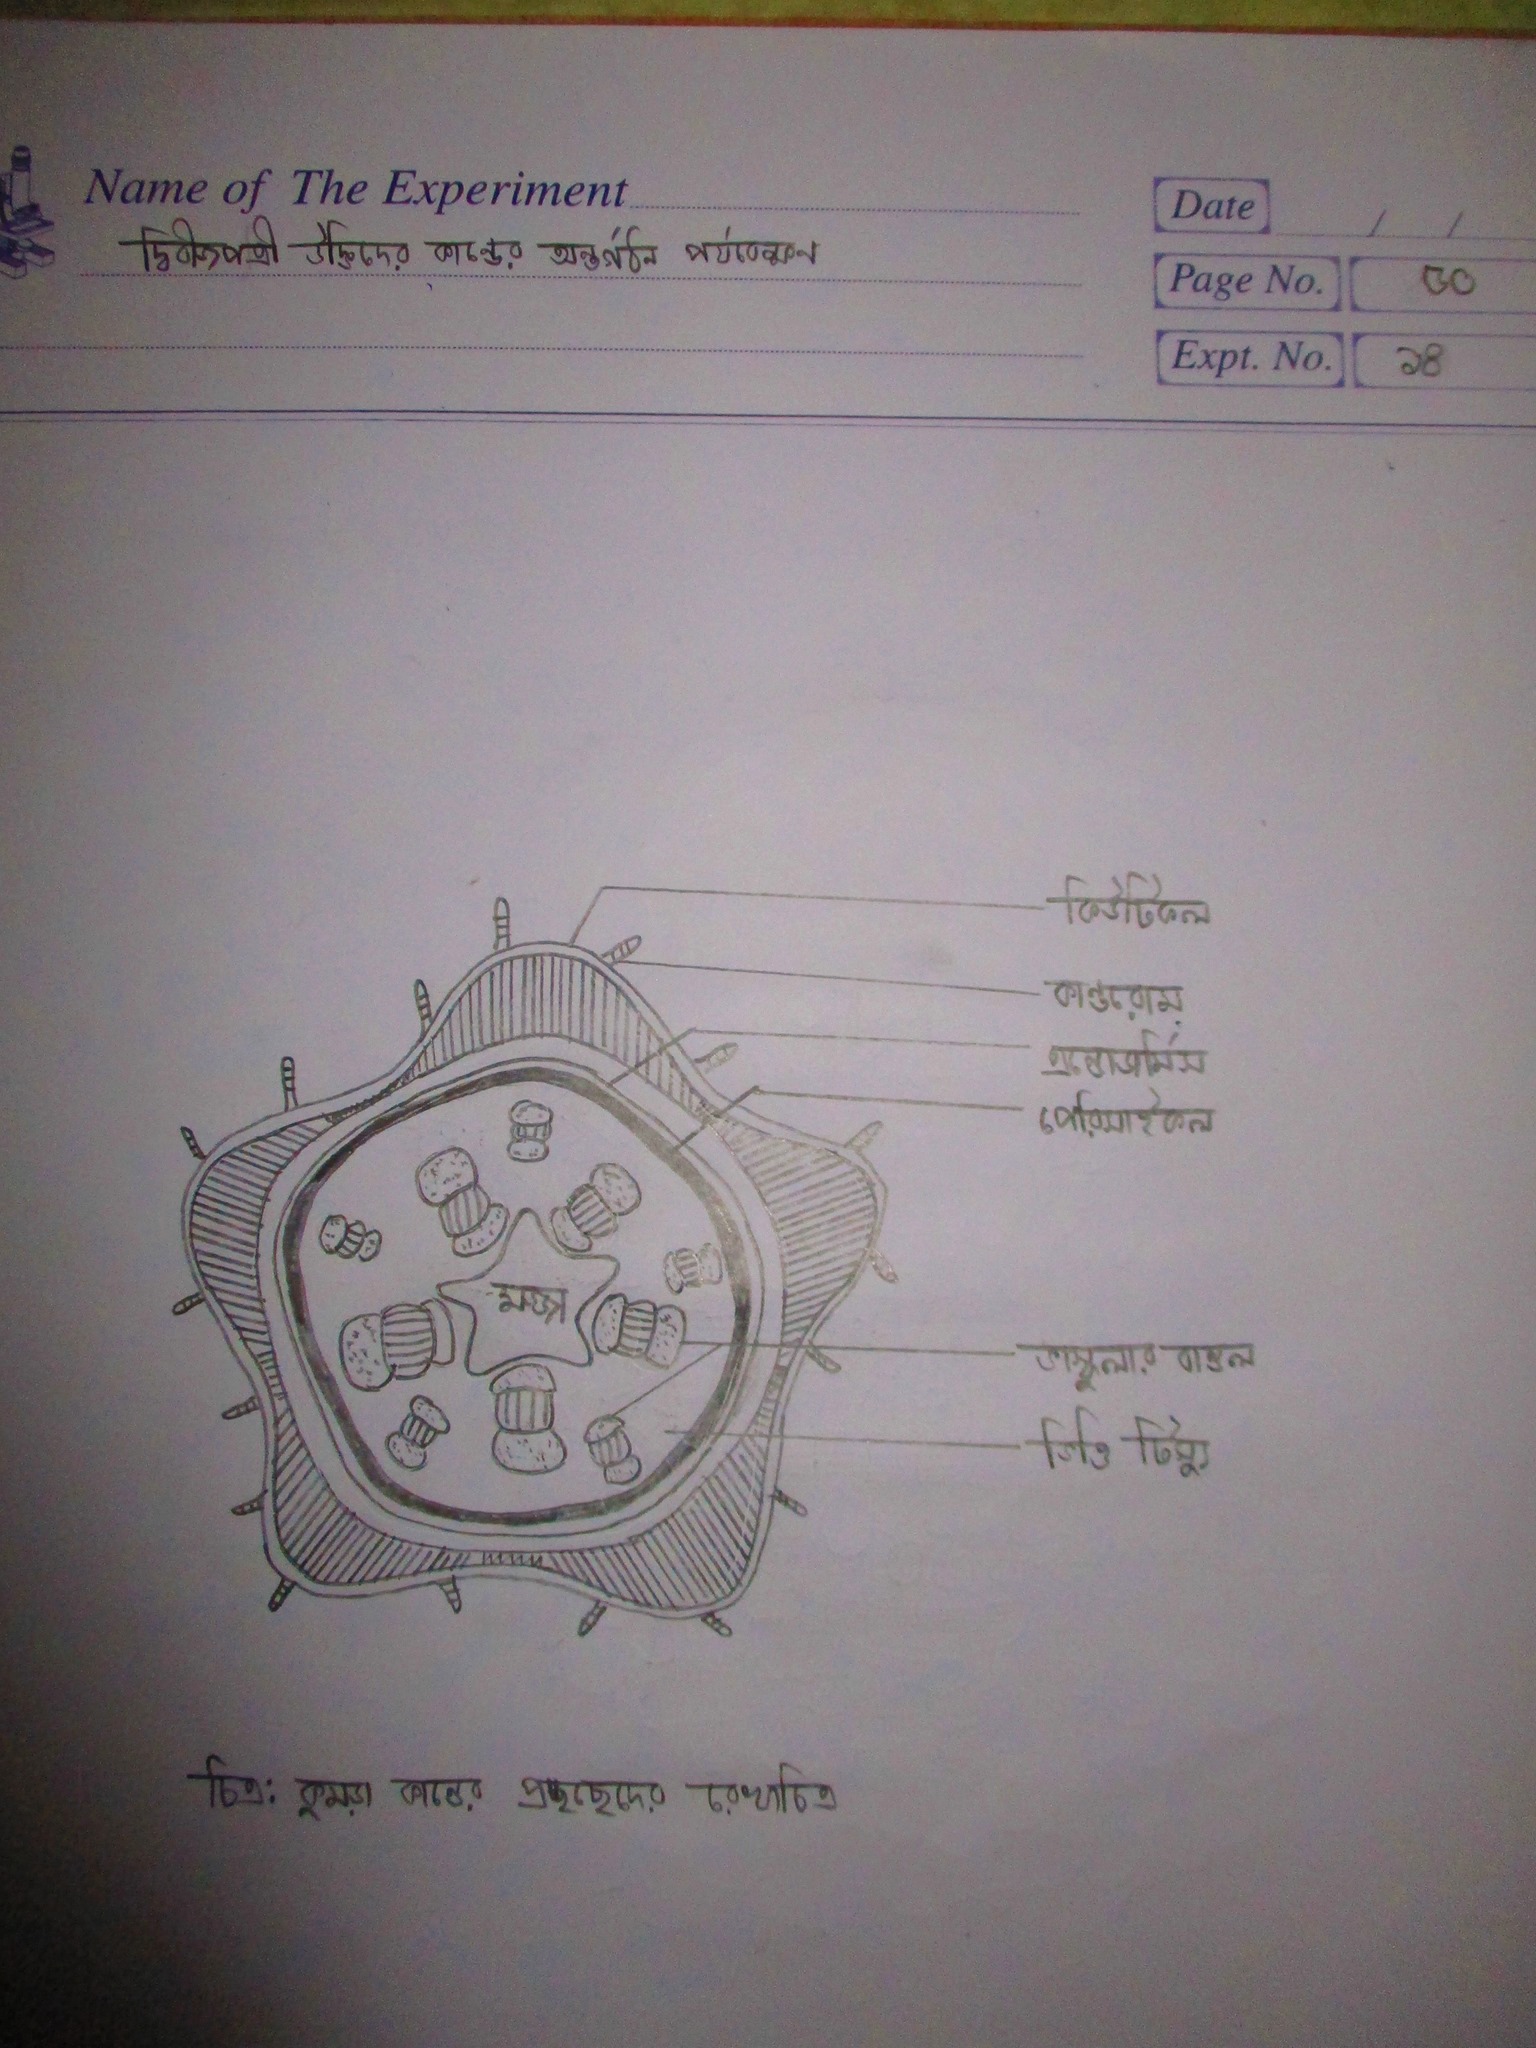 Name of The Experiment
Date / /
দ্বিবীজপত্রী উদ্ভিদের কান্ডের অন্তর্গঠন পর্যবেক্ষণ
Page No. ৩০
Expt. No. ১৪
কিউটিকল
কাণ্ডরোম
এন্ডোডার্মিস
পেরিসাইকল
মজ্জা
ভাস্কুলার বান্ডল
ভিত্তি টিস্যু
চিত্র: কুমড়া কান্ডের প্রস্থচ্ছেদের রেখাচিত্র